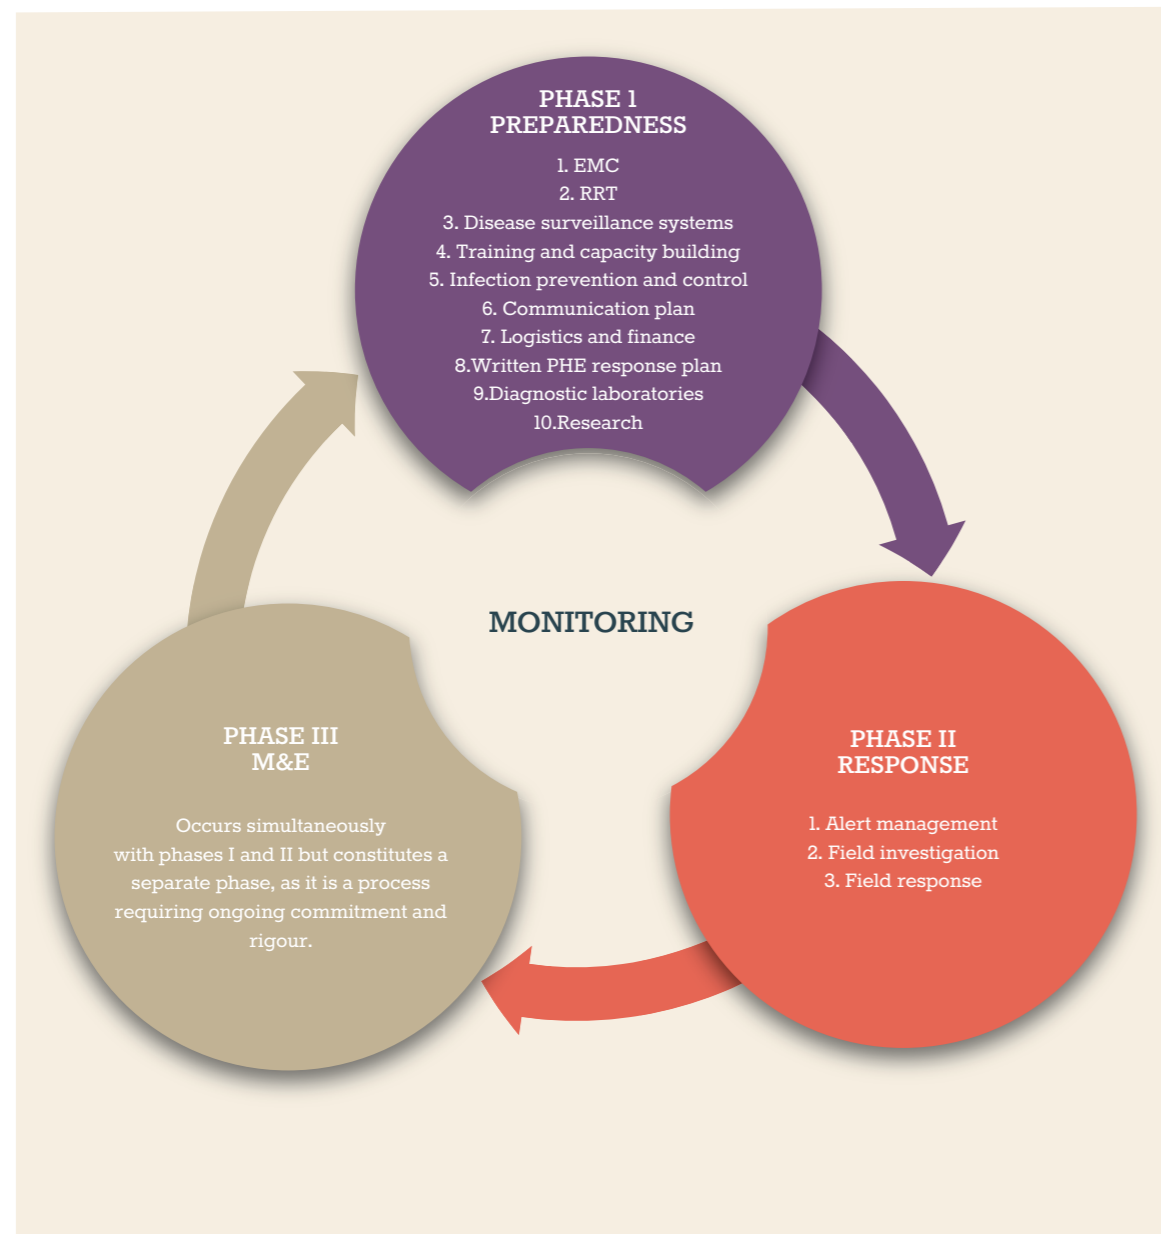 PHASE 1
PREPAREDNESS
1. EMC
2. RRT
3. Disease surveillance systems
4. Training and capacity building
5. Infection prevention and control
6. Communication plan
7. Logistics and finance
8.Written PHE response plan
9.Diagnostic laboratories
10.Research
MONITORING
PHASE II
RESPONSE
1. Alert management
2. Field investigation
3. Field response
PHASE III
M&E
Occurs simultaneously
with phases I and II but constitutes a
separate phase, as it is a process
requiring ongoing commitment and
rigour.